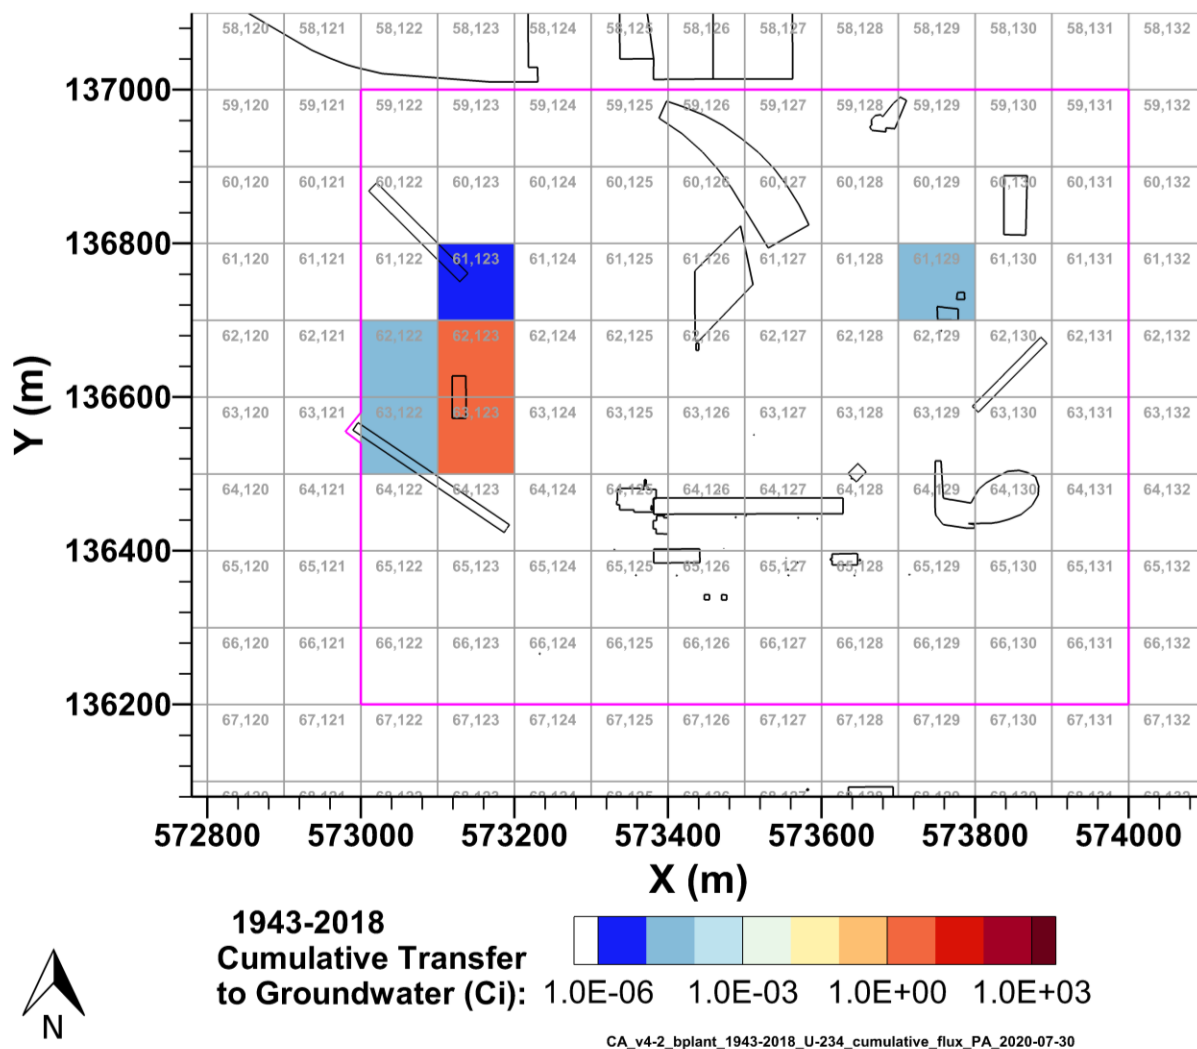 58,120 58,121 58,122 58,123 58,124 58,125 58,126 58,127 58,128 58,129 58,130 58,131 58,132
137000
59,120 59,121 59,122 59,123 59,124 59,125 59,126 59,127 59,128 59,129 59,130 59,131 59,132
60,120 60,121 60,122 60,123 60,124 60,125 60,126 60,127 60,128 60,129 60,130 60,131 60,132
136800
61,120 61,121 61,122 61,123 61,124 61,125 61,126 61,127 61,128 61,129 61,130 61,131 61,132
62,120 62,121 62,122 62,123 62,124 62,125 62,126 62,127 62,128 62,129 62,130 62,131 62,132
136600
63,120 63,121 63,122 63,123 63,124 63,125 63,126 63,127 63,128 63,129 63,130 63,131 63,132
Y (m)
64,120 64,121 64,122 64,123 64,124 64,125 64,126 64,127 64,128 64,129 64,130 64,131 64,132
136400
65,120 65,121 65,122 65,123 65,124 65,125 65,126 65,127 65,128 65,129 65,130 65,131 65,132
66,120 66,121 66,122 66,123 66,124 66,125 66,126 66,127 66,128 66,129 66,130 66,131 66,132
136200
67,120 67,121 67,122 67,123 67,124 67,125 67,126 67,127 67,128 67,129 67,130 67,131 67,132
572800 573000 573200 573400 573600 573800 574000
X (m)
1943-2018
Cumulative Transfer
to Groundwater (Ci):
1.0E-06 1.0E-03 1.0E+00 1.0E+03
N
CA_v4-2_bplant_1943-2018_U-234_cumulative_flux_PA_2020-07-30